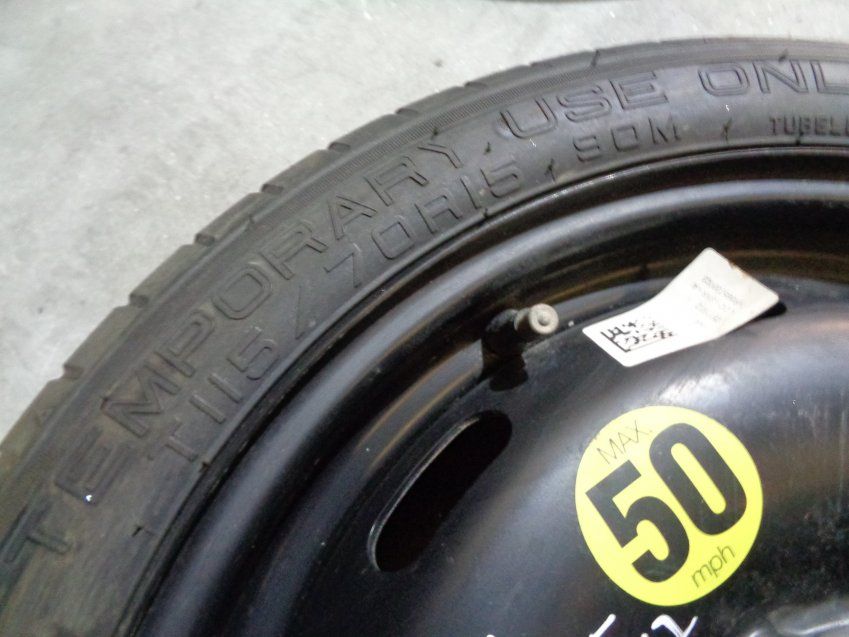 TEMPORARY USE ONL
T115/70R15 90M TUBEL
MAX.
50
mph